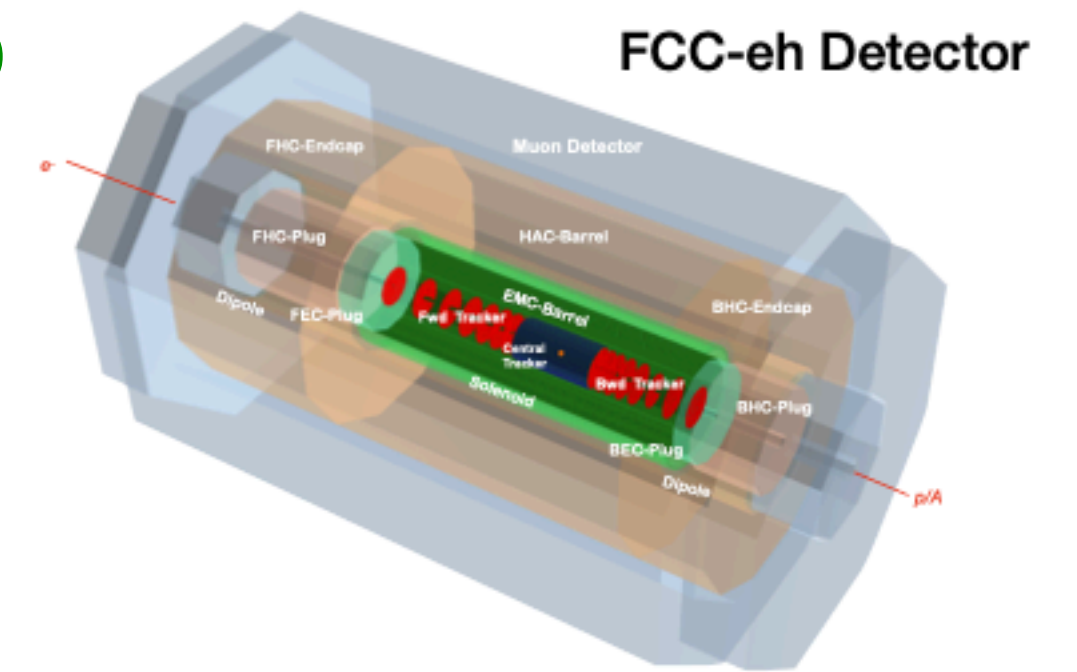 FCC-eh Detector
FHC-Endcap
Muon Detector
e-
FHC-Plug
HAC-Barrel
Dipole
FEC-Plug
EMC-Barrel
BHC-Endcap
Fwd Tracker
Central
Tracker
Bwd Tracker
Solenoid
BHC-Plug
BEC-Plug
Dipole
p/A